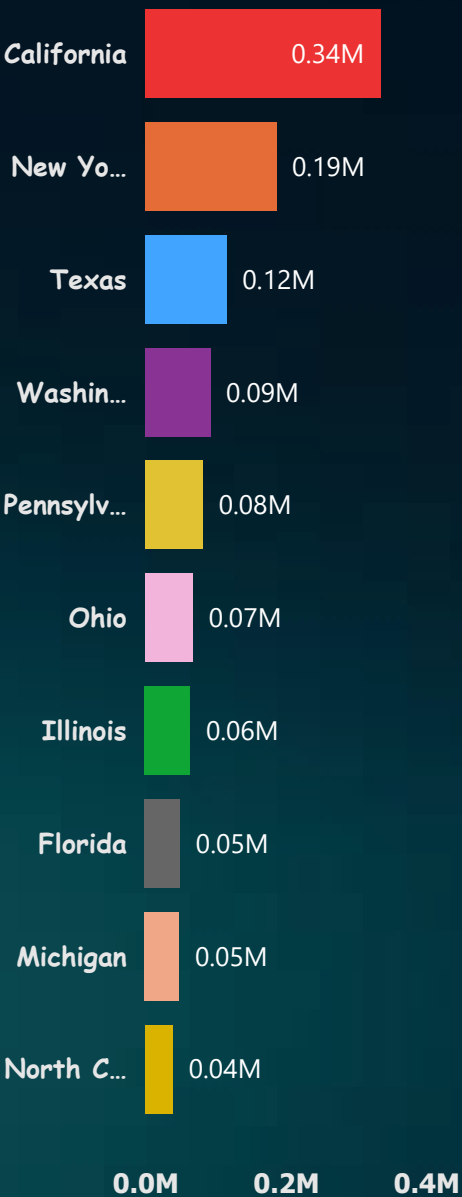 California 0.34M
New Yo... 0.19M
Texas 0.12M
Washin... 0.09M
Pennsylv... 0.08M
Ohio 0.07M
Illinois 0.06M
Florida 0.05M
Michigan 0.05M
North C... 0.04M
0.0M 0.2M 0.4M